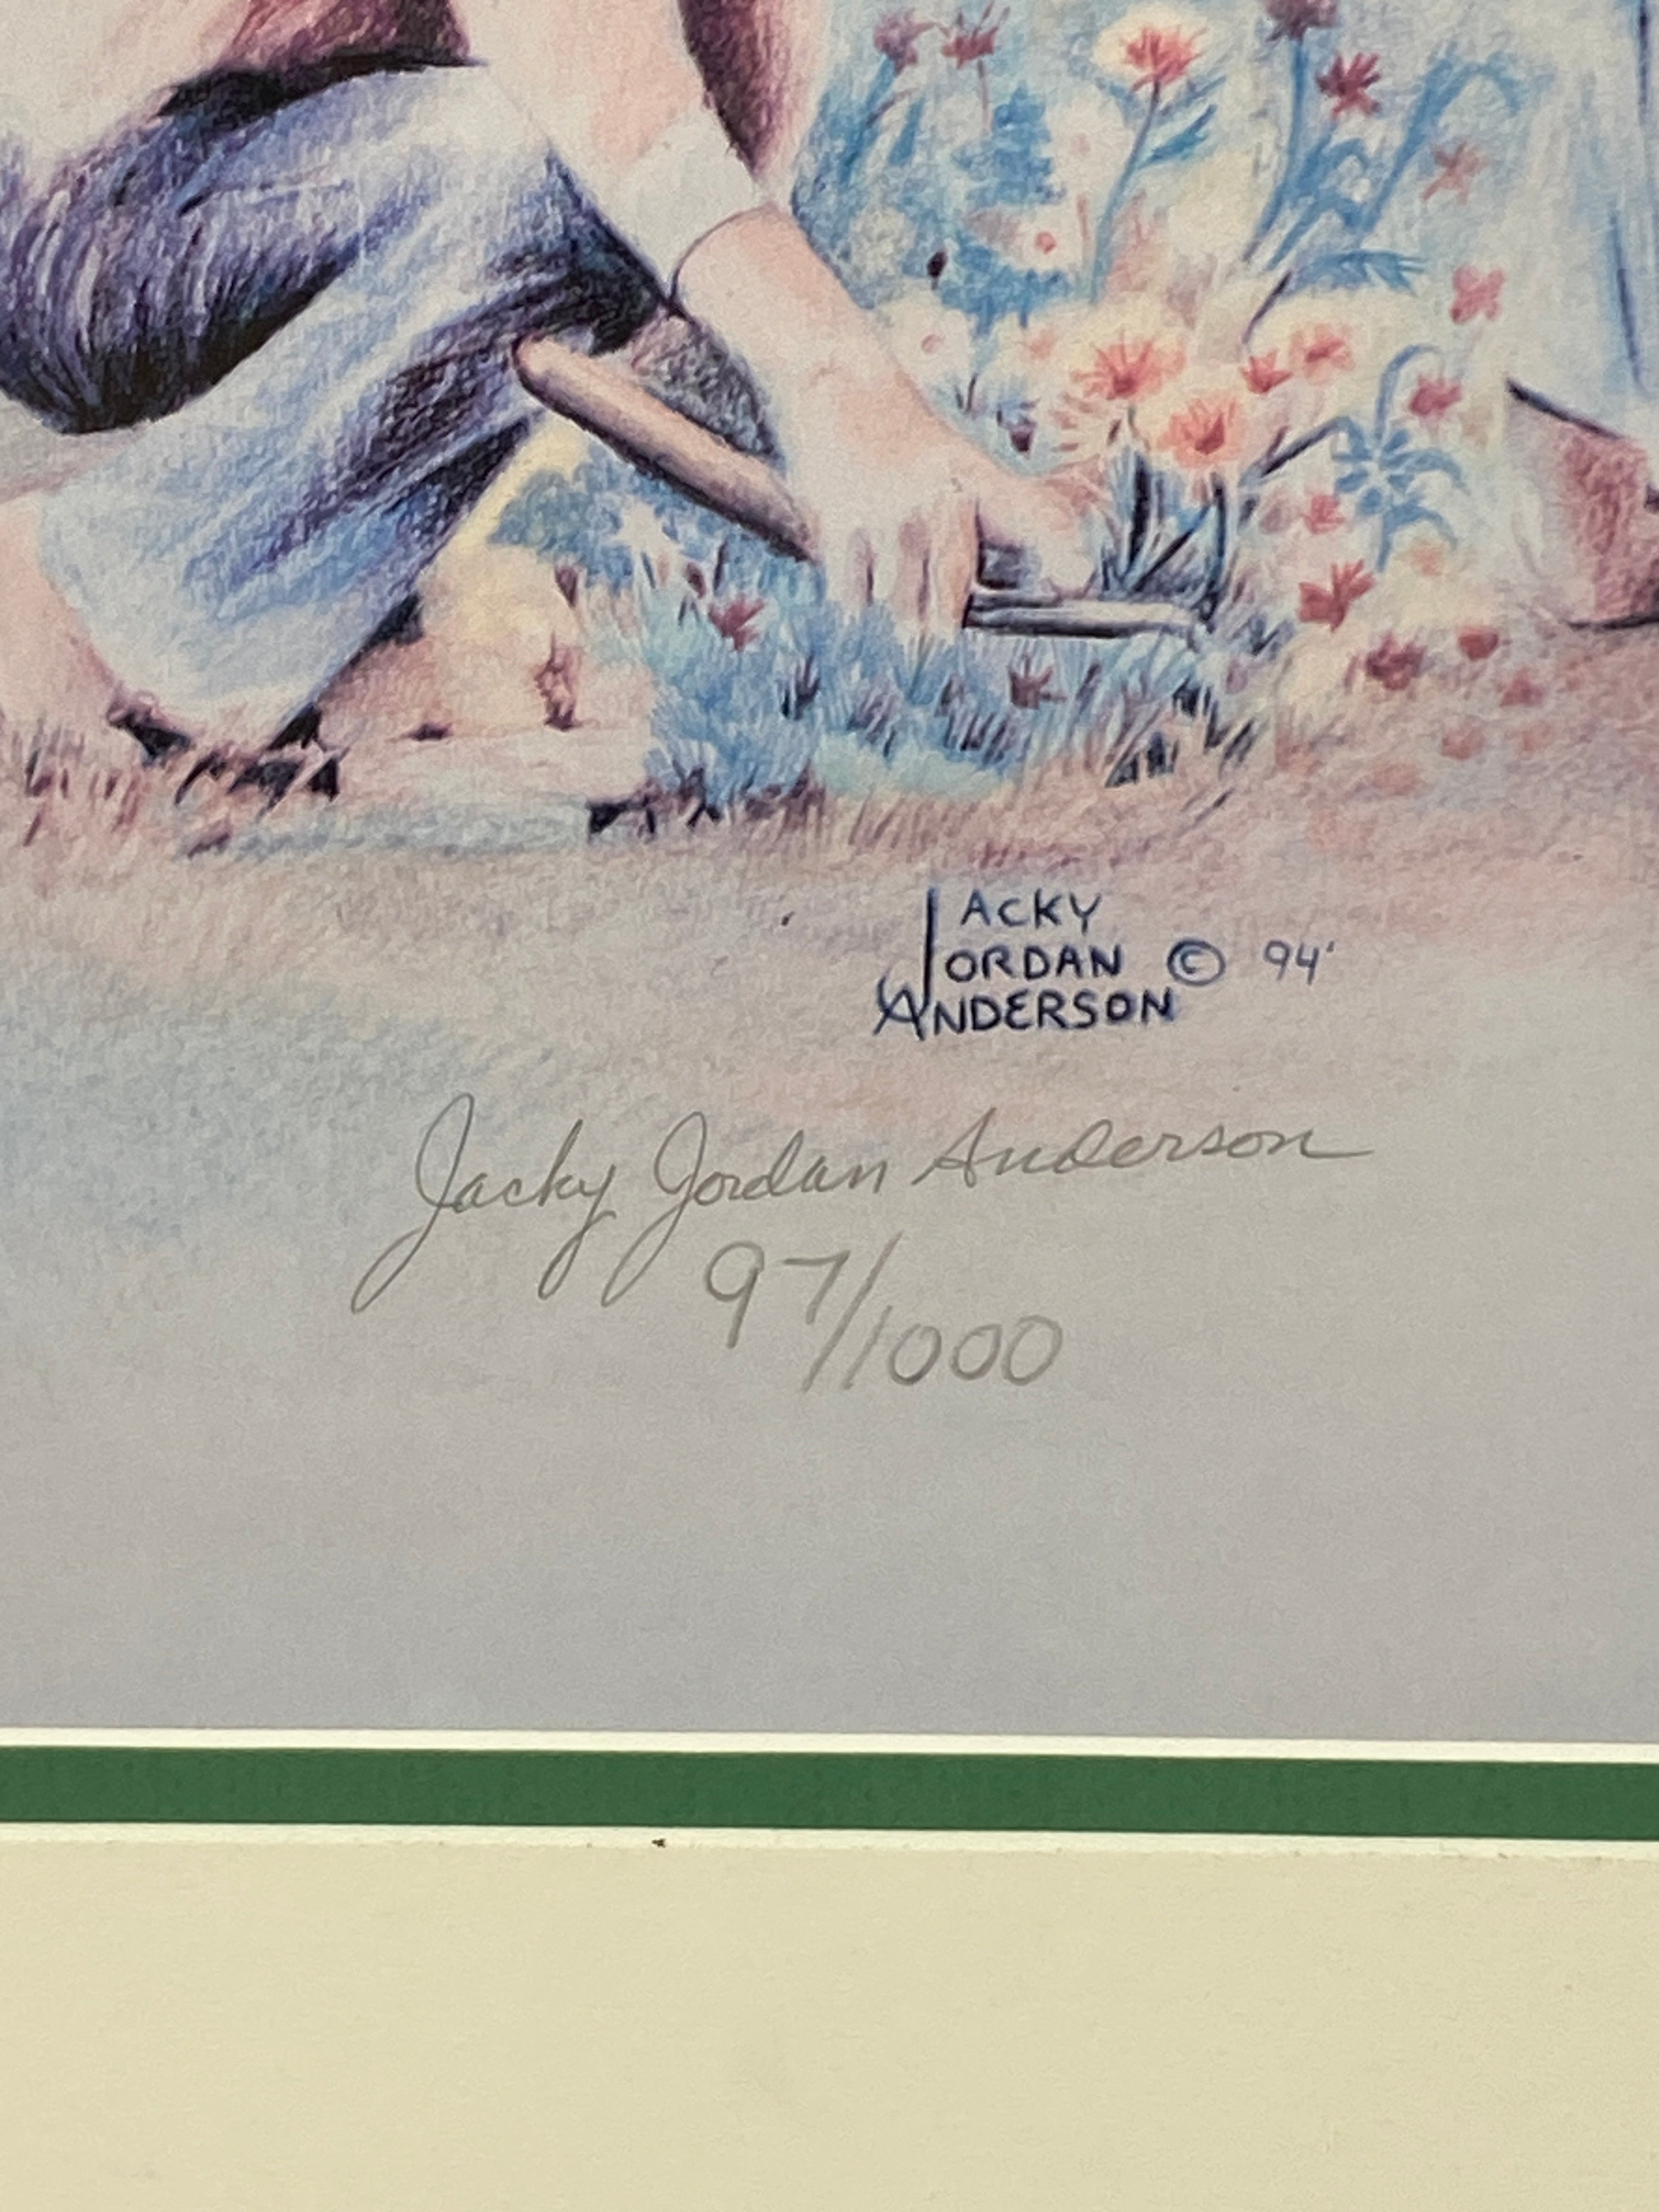 JACKY
JORDAN © 94'
ANDERSON
Jacky Jordan Anderson
97/1000